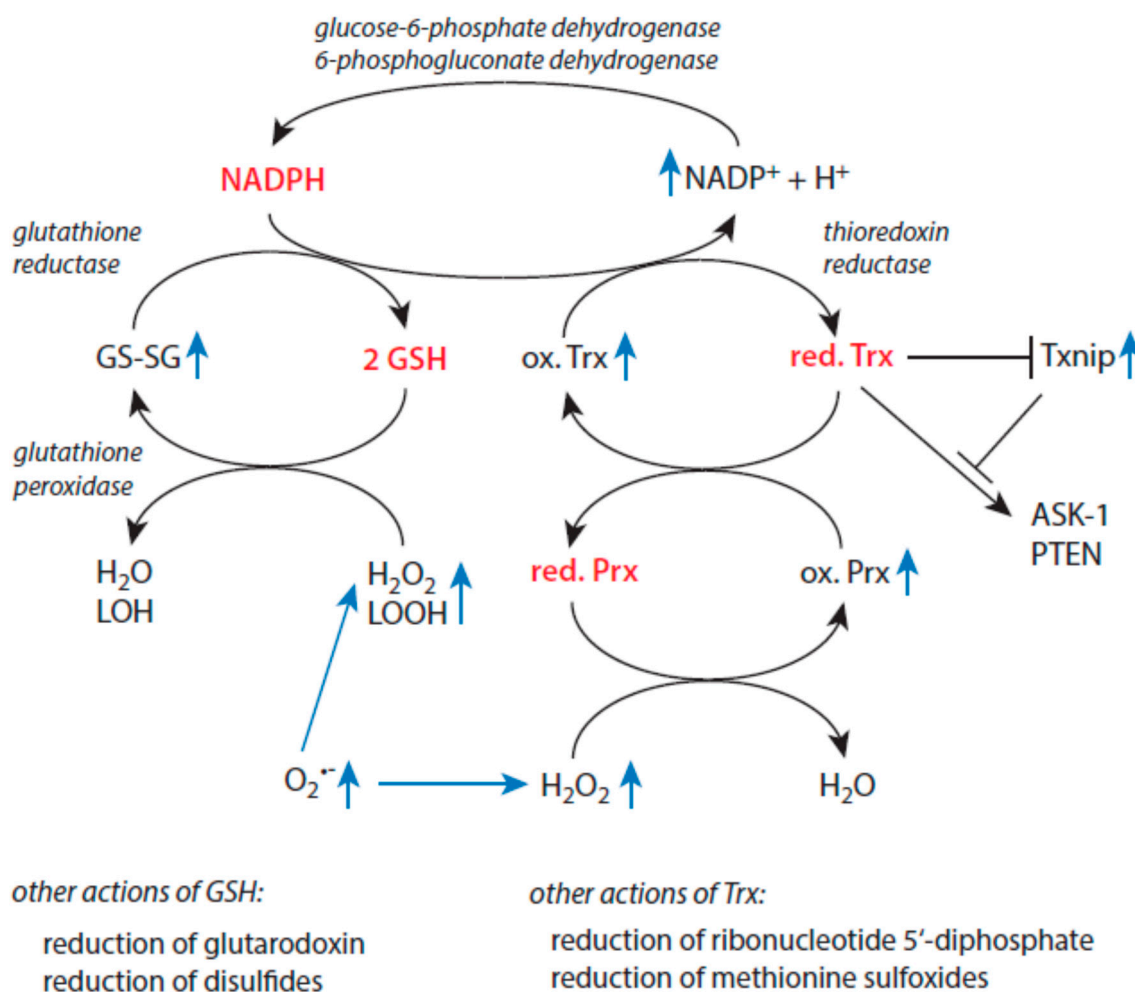 glucose-6-phosphate dehydrogenase
6-phosphogluconate dehydrogenase
NADPH
NADP⁺ + H⁺
glutathione
reductase
thioredoxin
reductase
GS-SG
2 GSH
ox. Trx
red. Trx
Txnip
glutathione
peroxidase
ASK-1
PTEN
H₂O
LOH
H₂O₂
LOOH
red. Prx
ox. Prx
O₂•-
H₂O₂
H₂O
other actions of GSH:
reduction of glutarodoxin
reduction of disulfides
other actions of Trx:
reduction of ribonucleotide 5′-diphosphate
reduction of methionine sulfoxides